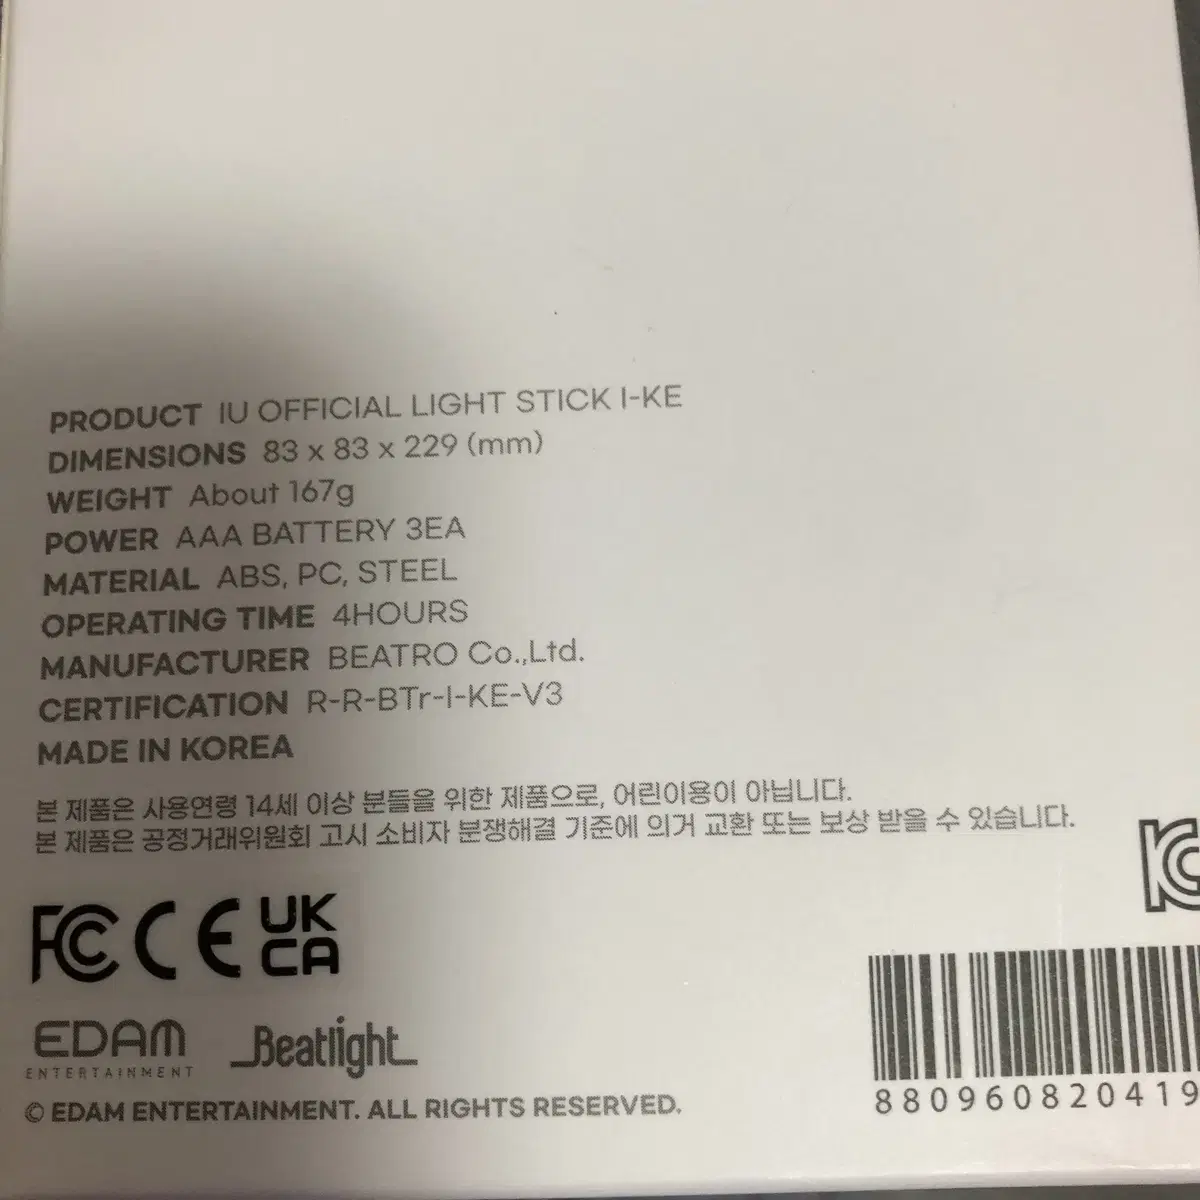 PRODUCT IU OFFICIAL LIGHT STICK I-KE
DIMENSIONS 83 x 83 x 229 (mm)
WEIGHT About 167g
POWER AAA BATTERY 3EA
MATERIAL ABS, PC, STEEL
OPERATING TIME 4HOURS
MANUFACTURER BEATRO Co.,Ltd.
CERTIFICATION R-R-BTr-I-KE-V3
MADE IN KOREA
본 제품은 사용연령 14세 이상 분들을 위한 제품으로, 어린이용이 아닙니다.
본 제품은 공정거래위원회 고시 소비자 분쟁해결 기준에 의거 교환 또는 보상 받을 수 있습니다.
FC CE UK CA
EDAM Beatlight
ENTERTAINMENT
880960820419
© EDAM ENTERTAINMENT. ALL RIGHTS RESERVED.